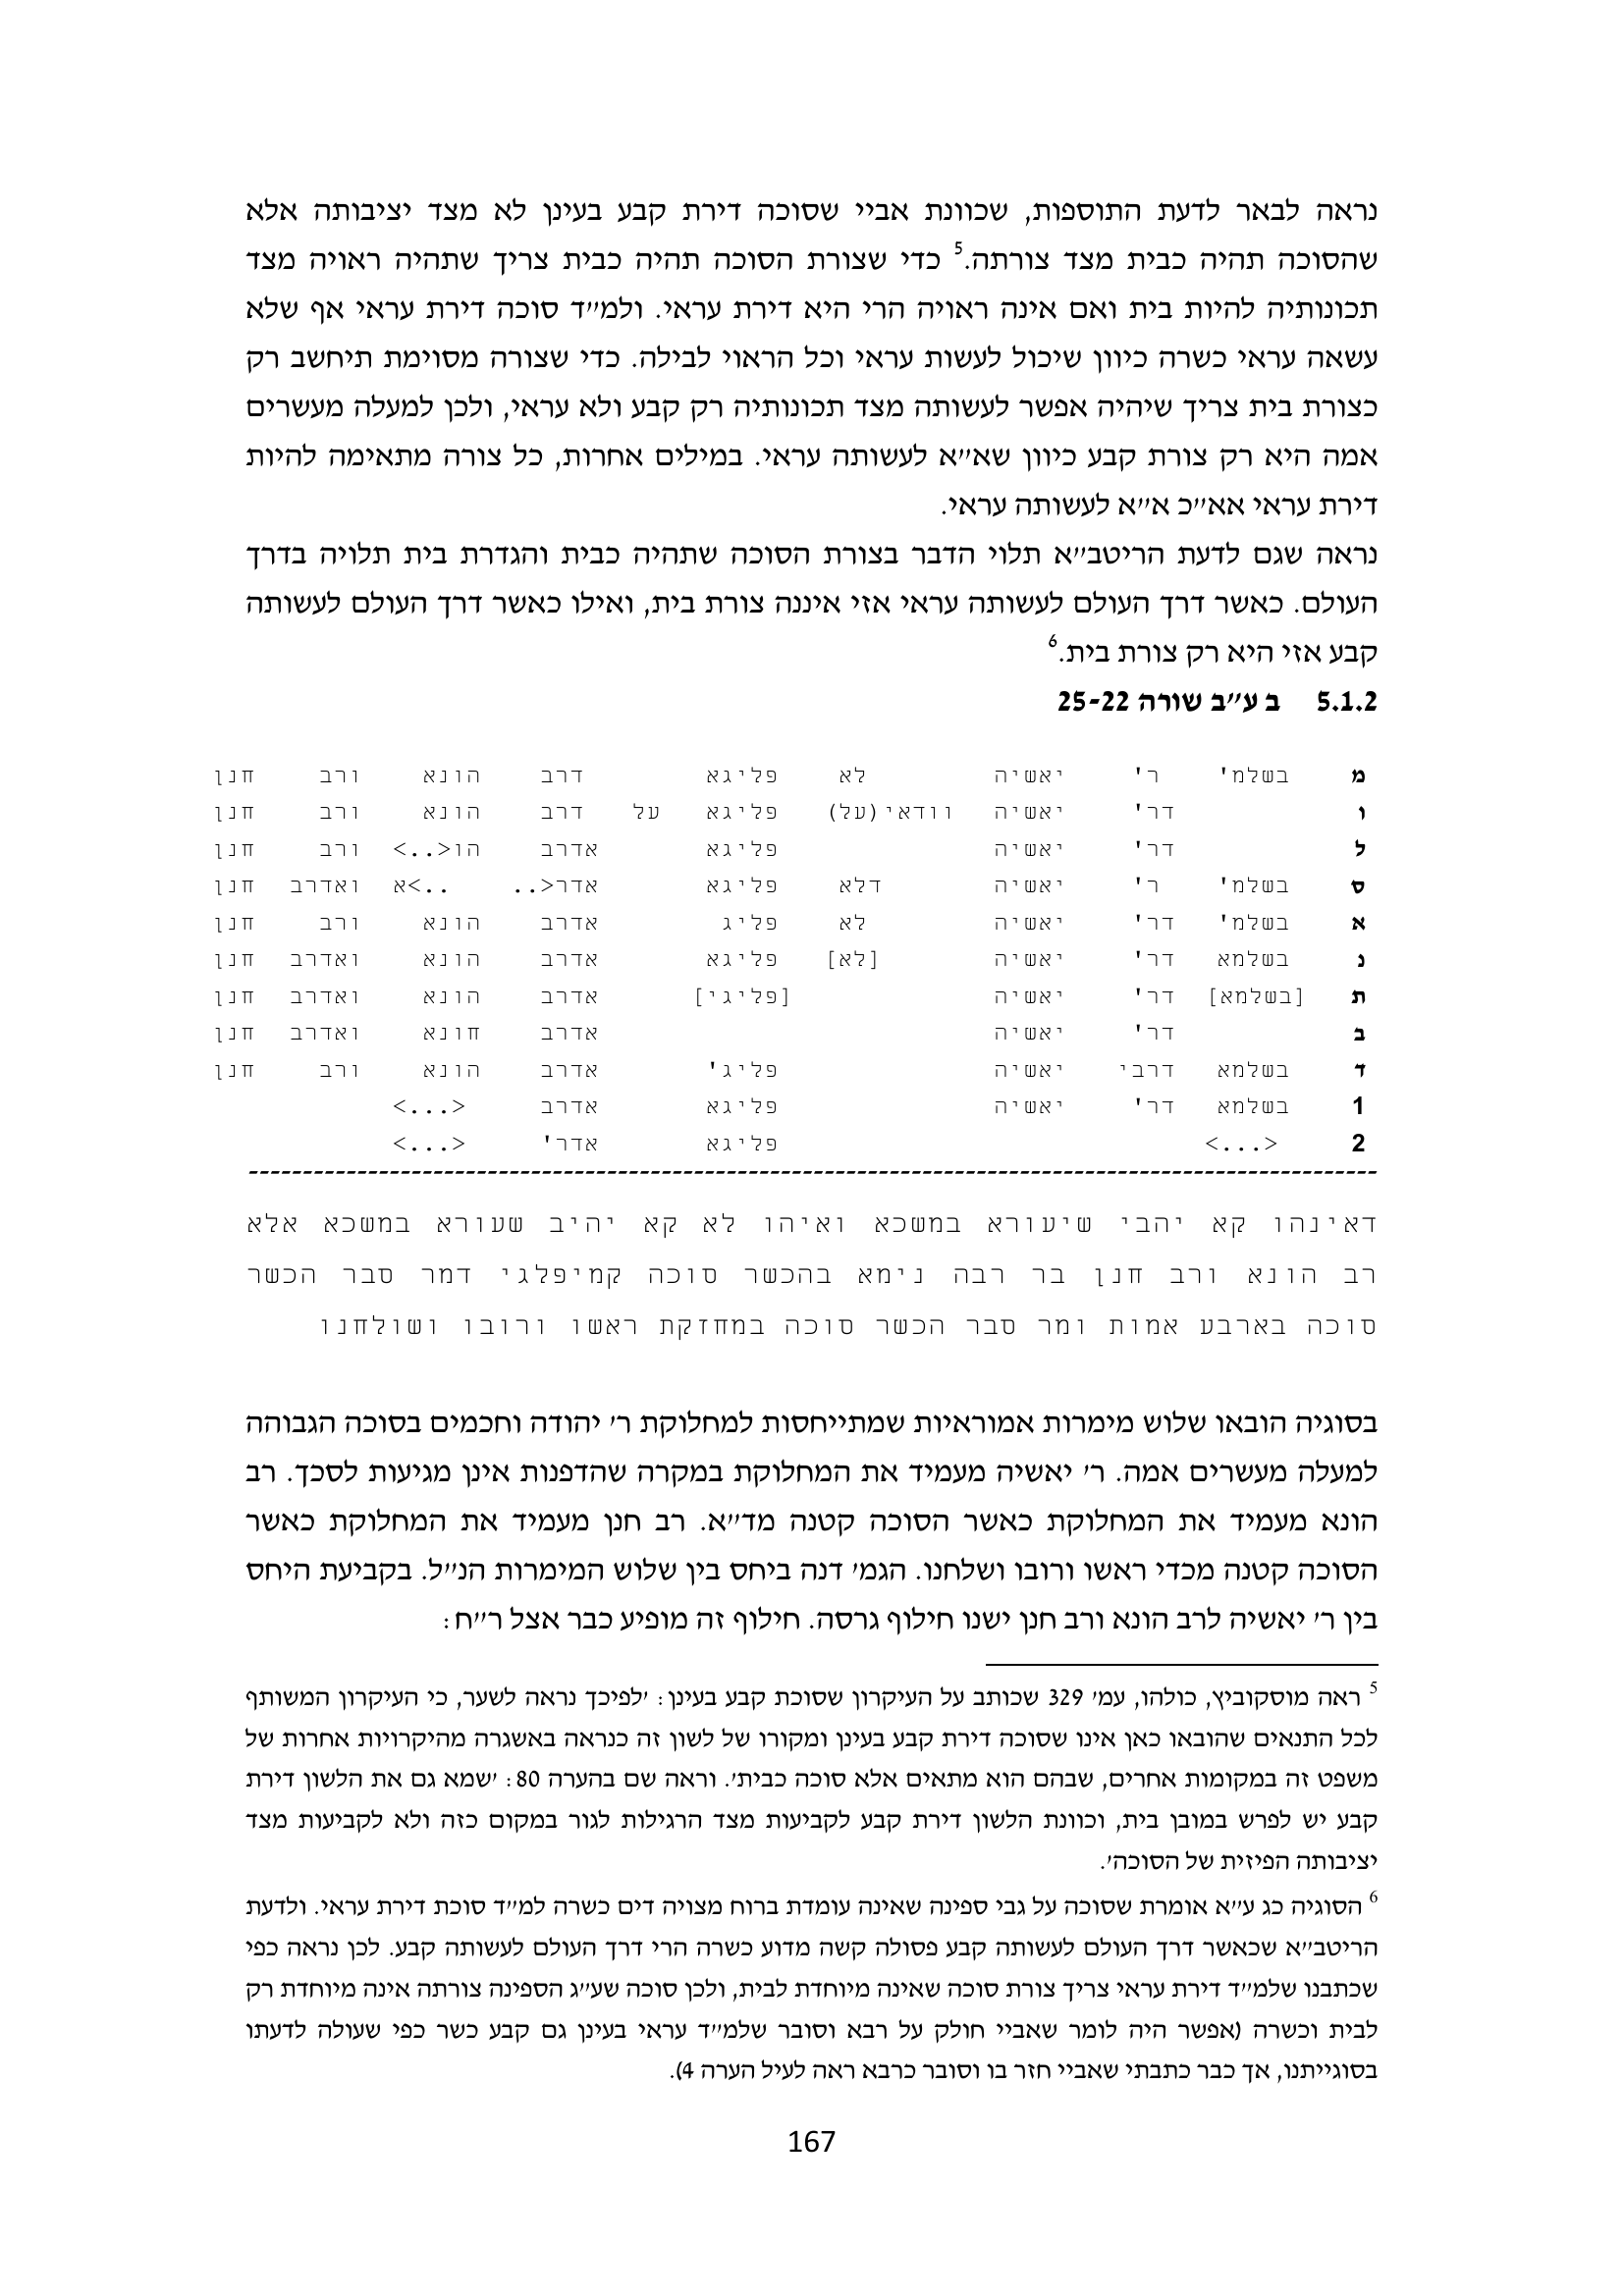 נראה לבאר לדעת התוספות, שכוונת אביי שסוכה דירת קבע בעינן לא מצד יציבותה אלא
שהסוכה תהיה כבית מצד צורתה.5 כדי שצורת הסוכה תהיה כבית צריך שתהיה ראויה מצד
תכונותיה להיות בית ואם אינה ראויה הרי היא דירת עראי. ולמ״ד סוכה דירת עראי אף שלא
עשאה עראי כשרה כיוון שיכול לעשות עראי וכל הראוי לבילה. כדי שצורה מסוימת תיחשב רק
כצורת בית צריך שיהיה אפשר לעשותה מצד תכונותיה רק קבע ולא עראי, ולכן למעלה מעשרים
אמה היא רק צורת קבע כיוון שא״א לעשותה עראי. במילים אחרות, כל צורה מתאימה להיות
דירת עראי אא״כ א״א לעשותה עראי.
נראה שגם לדעת הריטב״א תלוי הדבר בצורת הסוכה שתהיה כבית והגדרת בית תלויה בדרך
העולם. כאשר דרך העולם לעשותה עראי אזי איננה צורת בית, ואילו כאשר דרך העולם לעשותה
קבע אזי היא רק צורת בית.6
5.1.2 ב ע״ב שורה 25-22
מ בשלמ' ר' יאשיה לא פליגא דרב הונא ורב חנן
ו דר' יאשיה וודאי(על) פליגא על דרב הונא ורב חנן
ל דר' יאשיה פליגא אדרב הו<..> ורב חנן
ס בשלמ' ר' יאשיה דלא פליגא אדר<.. ..>א ואדרב חנן
א בשלמ' דר' יאשיה לא פליג אדרב הונא ורב חנן
נ בשלמא דר' יאשיה [לא] פליגא אדרב הונא ואדרב חנן
ת [בשלמא] דר' יאשיה [פליגי] אדרב הונא ואדרב חנן
ב דר' יאשיה אדרב חונא ואדרב חנן
ד בשלמא דרבי יאשיה פליג' אדרב הונא ורב חנן
1 בשלמא דר' יאשיה פליגא אדרב <...>
2 <...> פליגא אדר' <...>
דאינהו קא יהבי שיעורא במשכא ואיהו לא קא יהיב שעורא במשכא אלא
רב הונא ורב חנן בר רבה נימא בהכשר סוכה קמיפלגי דמר סבר הכשר
סוכה בארבע אמות ומר סבר הכשר סוכה במחזקת ראשו ורובו ושולחנו
בסוגיה הובאו שלוש מימרות אמוראיות שמתייחסות למחלוקת ר׳ יהודה וחכמים בסוכה הגבוהה
למעלה מעשרים אמה. ר׳ יאשיה מעמיד את המחלוקת במקרה שהדפנות אינן מגיעות לסכך. רב
הונא מעמיד את המחלוקת כאשר הסוכה קטנה מד״א. רב חנן מעמיד את המחלוקת כאשר
הסוכה קטנה מכדי ראשו ורובו ושלחנו. הגמ׳ דנה ביחס בין שלוש המימרות הנ״ל. בקביעת היחס
בין ר׳ יאשיה לרב הונא ורב חנן ישנו חילוף גרסה. חילוף זה מופיע כבר אצל ר״ח:
5 ראה מוסקוביץ, כולהו, עמ׳ 329 שכותב על העיקרון שסוכת קבע בעינן: ׳לפיכך נראה לשער, כי העיקרון המשותף
לכל התנאים שהובאו כאן אינו שסוכה דירת קבע בעינן ומקורו של לשון זה כנראה באשגרה מהיקרויות אחרות של
משפט זה במקומות אחרים, שבהם הוא מתאים אלא סוכה כבית׳. וראה שם בהערה 80: ׳שמא גם את הלשון דירת
קבע יש לפרש במובן בית, וכוונת הלשון דירת קבע לקביעות מצד הרגילות לגור במקום כזה ולא לקביעות מצד
יציבותה הפיזית של הסוכה׳.
6 הסוגיה כג ע״א אומרת שסוכה על גבי ספינה שאינה עומדת ברוח מצויה דים כשרה למ״ד סוכת דירת עראי. ולדעת
הריטב״א שכאשר דרך העולם לעשותה קבע פסולה קשה מדוע כשרה הרי דרך העולם לעשותה קבע. לכן נראה כפי
שכתבנו שלמ״ד דירת עראי צריך צורת סוכה שאינה מיוחדת לבית, ולכן סוכה שע״ג הספינה צורתה אינה מיוחדת רק
לבית וכשרה (אפשר היה לומר שאביי חולק על רבא וסובר שלמ״ד עראי בעינן גם קבע כשר כפי שעולה לדעתו
בסוגייתנו, אך כבר כתבתי שאביי חזר בו וסובר כרבא ראה לעיל הערה 4).
167